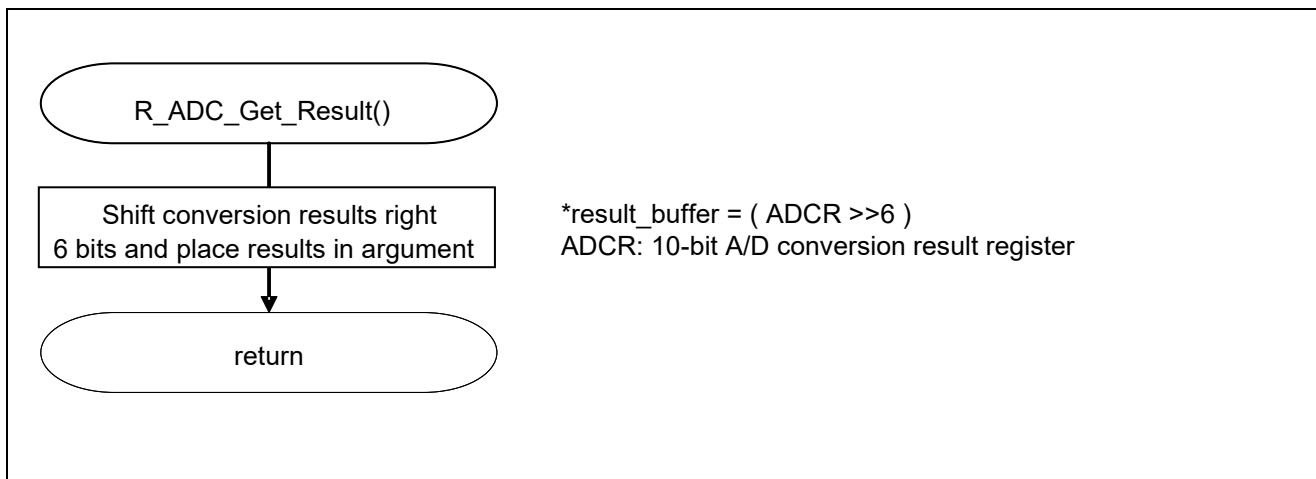 R_ADC_Get_Result()
Shift conversion results right
6 bits and place results in argument
*result_buffer = ( ADCR >>6 )
ADCR: 10-bit A/D conversion result register
return